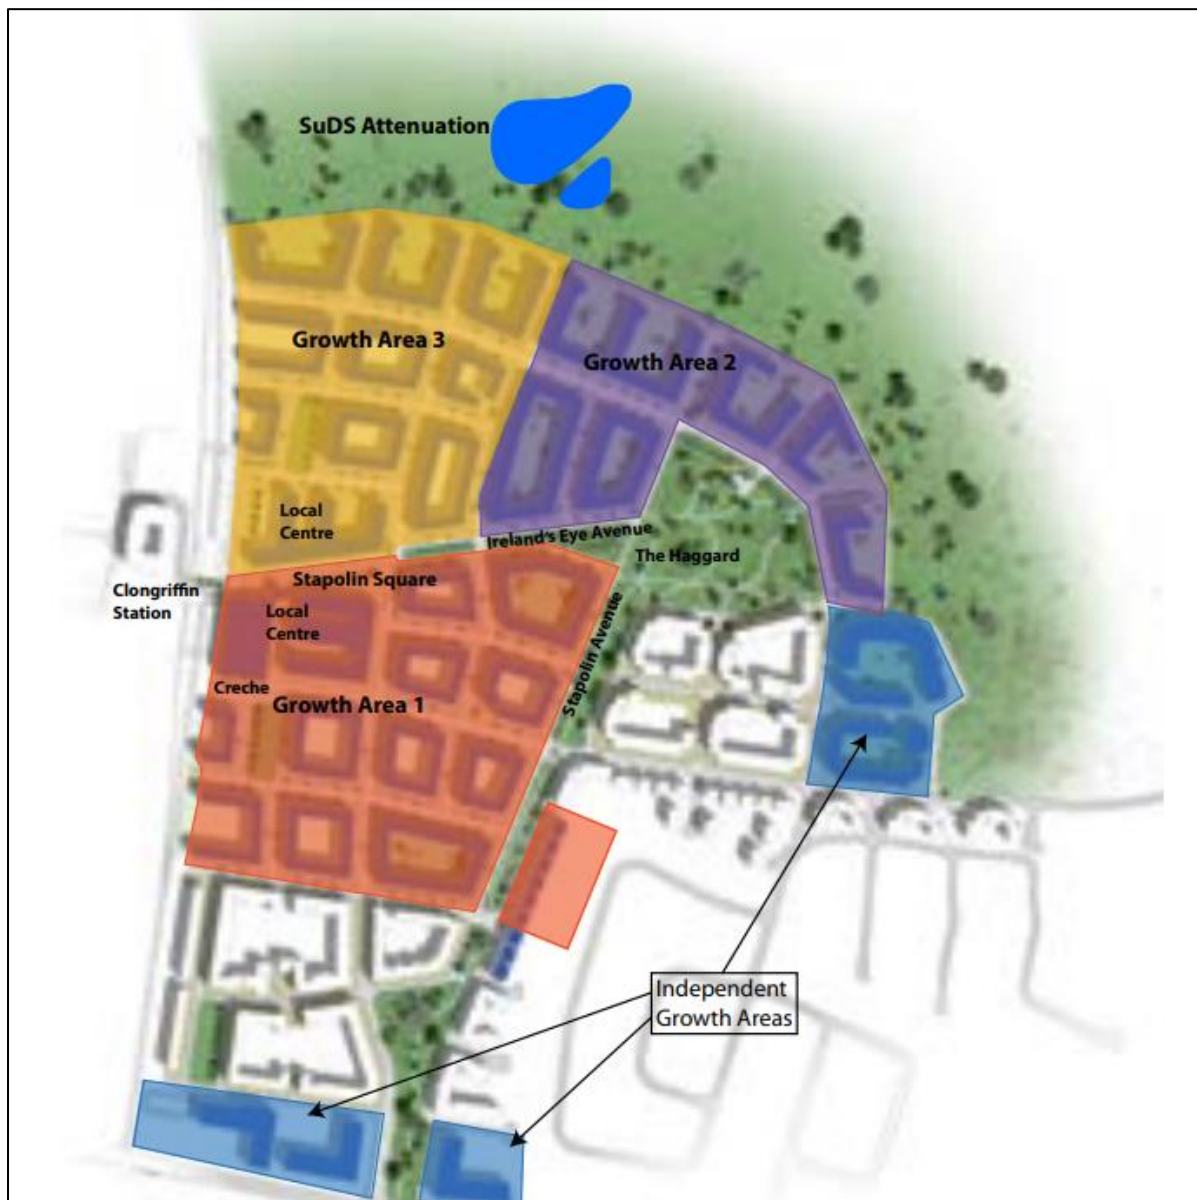 SuDS Attenuation
Growth Area 3
Growth Area 2
Local
Centre
Ireland's Eye Avenue
The Haggard
Stapolin Square
Clongriffin
Station
Local
Centre
Stapolin Avenue
Creche
Growth Area 1
Independent
Growth Areas